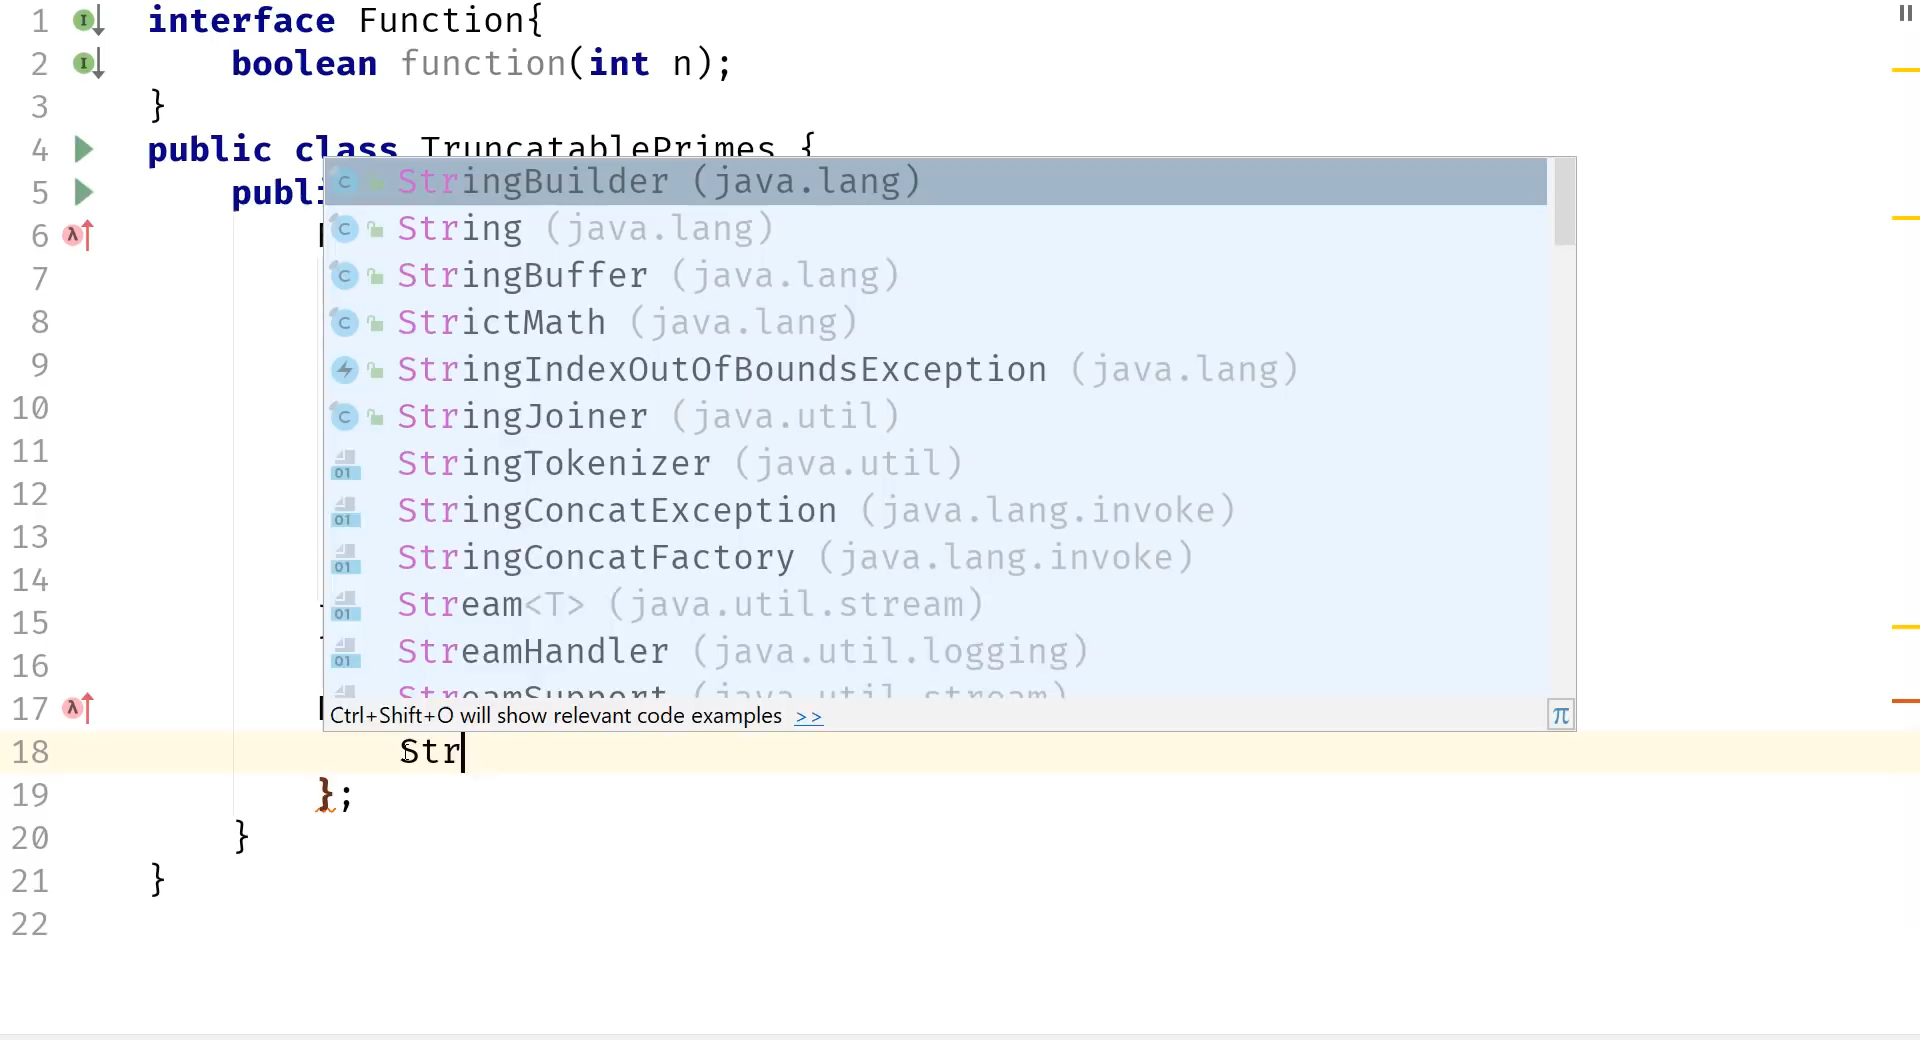 1 interface Function{
2 boolean function(int n);
3 }
4 public class TruncatablePrimes {
5 publi
6
7
8
9
10
11
12
13
14
15
16
17
18 Str
19 };
20 }
21 }
22
StringBuilder (java.lang)
String (java.lang)
StringBuffer (java.lang)
StrictMath (java.lang)
StringIndexOutOfBoundsException (java.lang)
StringJoiner (java.util)
StringTokenizer (java.util)
StringConcatException (java.lang.invoke)
StringConcatFactory (java.lang.invoke)
Stream<T> (java.util.stream)
StreamHandler (java.util.logging)
StreamSupport (java.util.stream)
Ctrl+Shift+O will show relevant code examples >> π